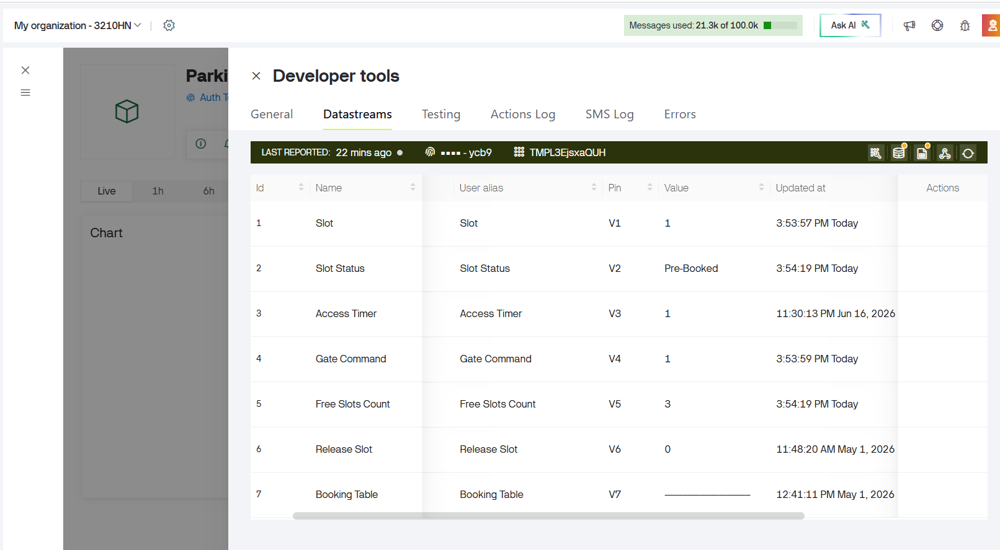 My organization - 3210HN
Messages used: 21.3k of 100.0k
Ask AI
Parki
Auth T
Live 1h 6h
Chart
Developer tools
General Datastreams Testing Actions Log SMS Log Errors
LAST REPORTED: 22 mins ago ▪▪▪▪ - ycb9 TMPL3EjsxaQUH
Id Name User alias Pin Value Updated at Actions
1 Slot Slot V1 1 3:53:57 PM Today
2 Slot Status Slot Status V2 Pre-Booked 3:54:19 PM Today
3 Access Timer Access Timer V3 1 11:30:13 PM Jun 16, 2026
4 Gate Command Gate Command V4 1 3:53:59 PM Today
5 Free Slots Count Free Slots Count V5 3 3:54:19 PM Today
6 Release Slot Release Slot V6 0 11:48:20 AM May 1, 2026
7 Booking Table Booking Table V7 ——————————— 12:41:11 PM May 1, 2026